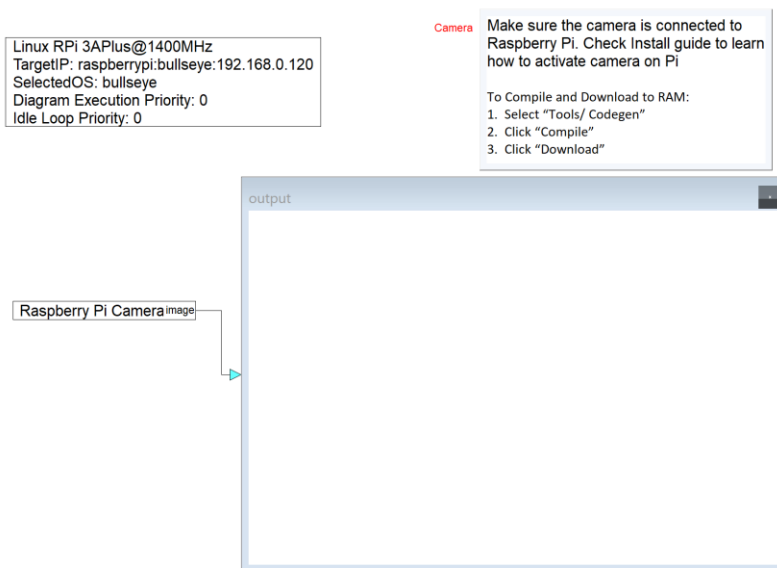 Linux RPi 3APlus@1400MHz
TargetIP: raspberrypi:bullseye:192.168.0.120
SelectedOS: bullseye
Diagram Execution Priority: 0
Idle Loop Priority: 0
Camera
Make sure the camera is connected to
Raspberry Pi. Check Install guide to learn
how to activate camera on Pi
To Compile and Download to RAM:
1. Select “Tools/ Codegen”
2. Click “Compile”
3. Click “Download”
output
Raspberry Pi Camera image